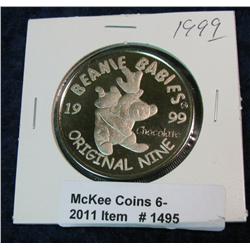 1999
BEANIE BABIES
19 99
Chocolate
ORIGINAL NINE
McKee Coins 6-
2011 Item # 1495